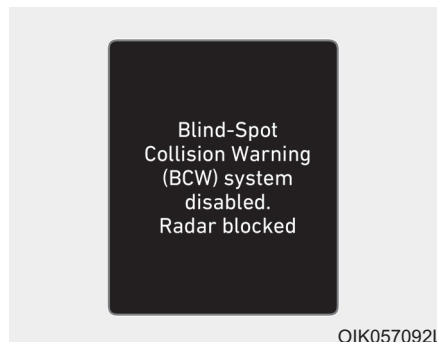 Blind-Spot
Collision Warning
(BCW) system
disabled.
Radar blocked
OIK057092L